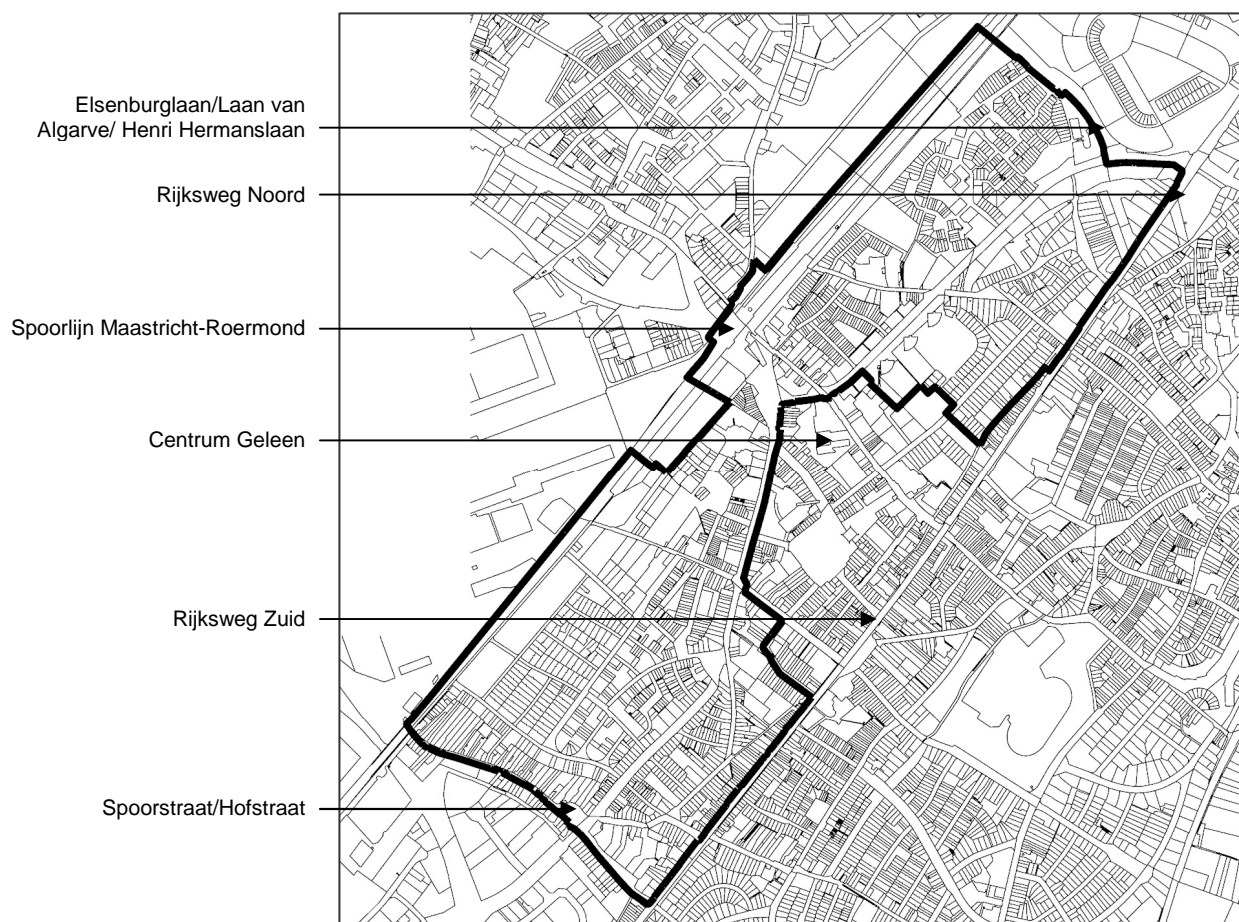 Elsenburglaan/Laan van
Algarve/ Henri Hermanslaan
Rijksweg Noord
Spoorlijn Maastricht-Roermond
Centrum Geleen
Rijksweg Zuid
Spoorstraat/Hofstraat